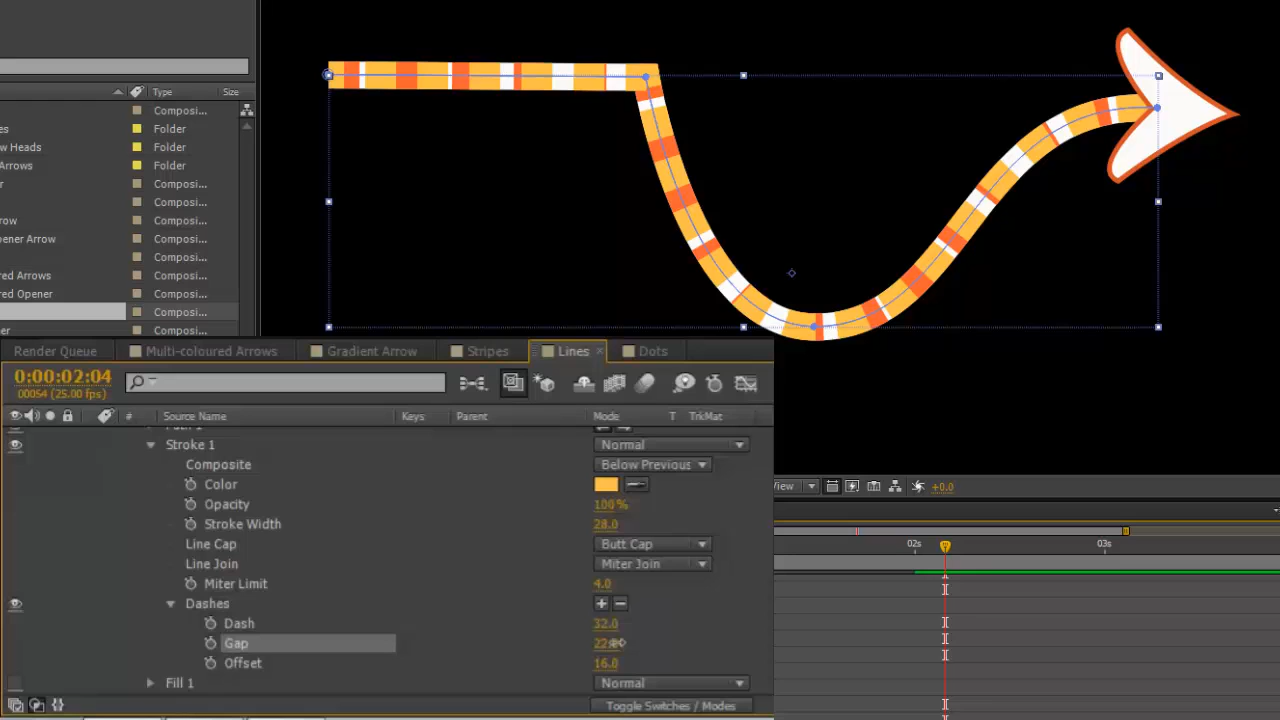 Type Size
Composi...
es Folder
w Heads Folder
Arrows Folder
r Composi...
Composi...
row Composi...
pener Arrow Composi...
Composi...
red Arrows Composi...
red Opener Composi...
Composi...
er Composi...
Render Queue Multi-coloured Arrows Gradient Arrow Stripes Lines × Dots
0:00:02:04
00054 (25.00 fps)
# Source Name Keys Parent Mode T TrkMat
Stroke 1 Normal
Composite Below Previous
Color
Opacity 100%
Stroke Width 28.0
Line Cap Butt Cap
Line Join Miter Join
Miter Limit 4.0
Dashes + −
Dash 32.0
Gap 22
Offset 16.0
Fill 1 Normal
Toggle Switches / Modes
View +0.0
02s 03s